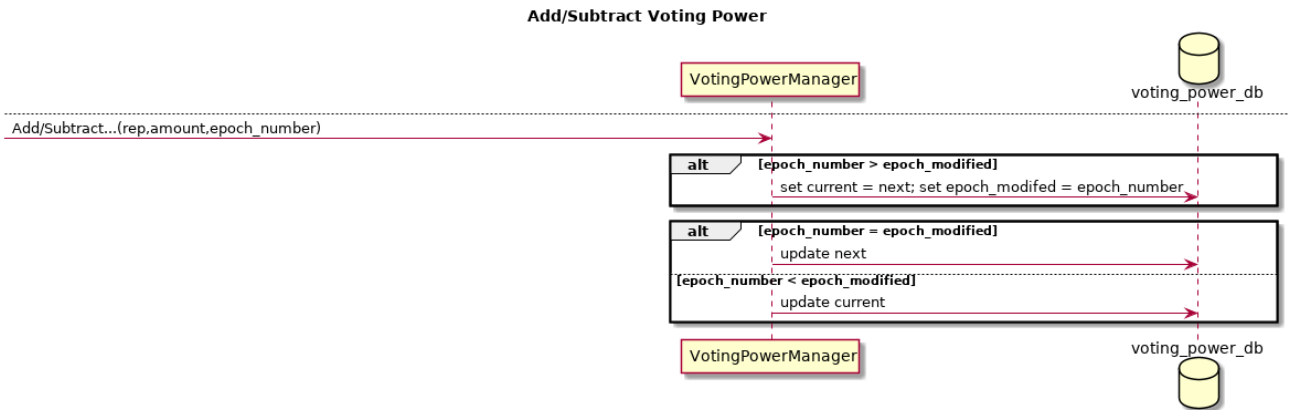 Add/Subtract Voting Power
VotingPowerManager
voting_power_db
Add/Subtract...(rep,amount,epoch_number)
alt [epoch_number > epoch_modified]
set current = next; set epoch_modifed = epoch_number
alt [epoch_number = epoch_modified]
update next
[epoch_number < epoch_modified]
update current
VotingPowerManager
voting_power_db